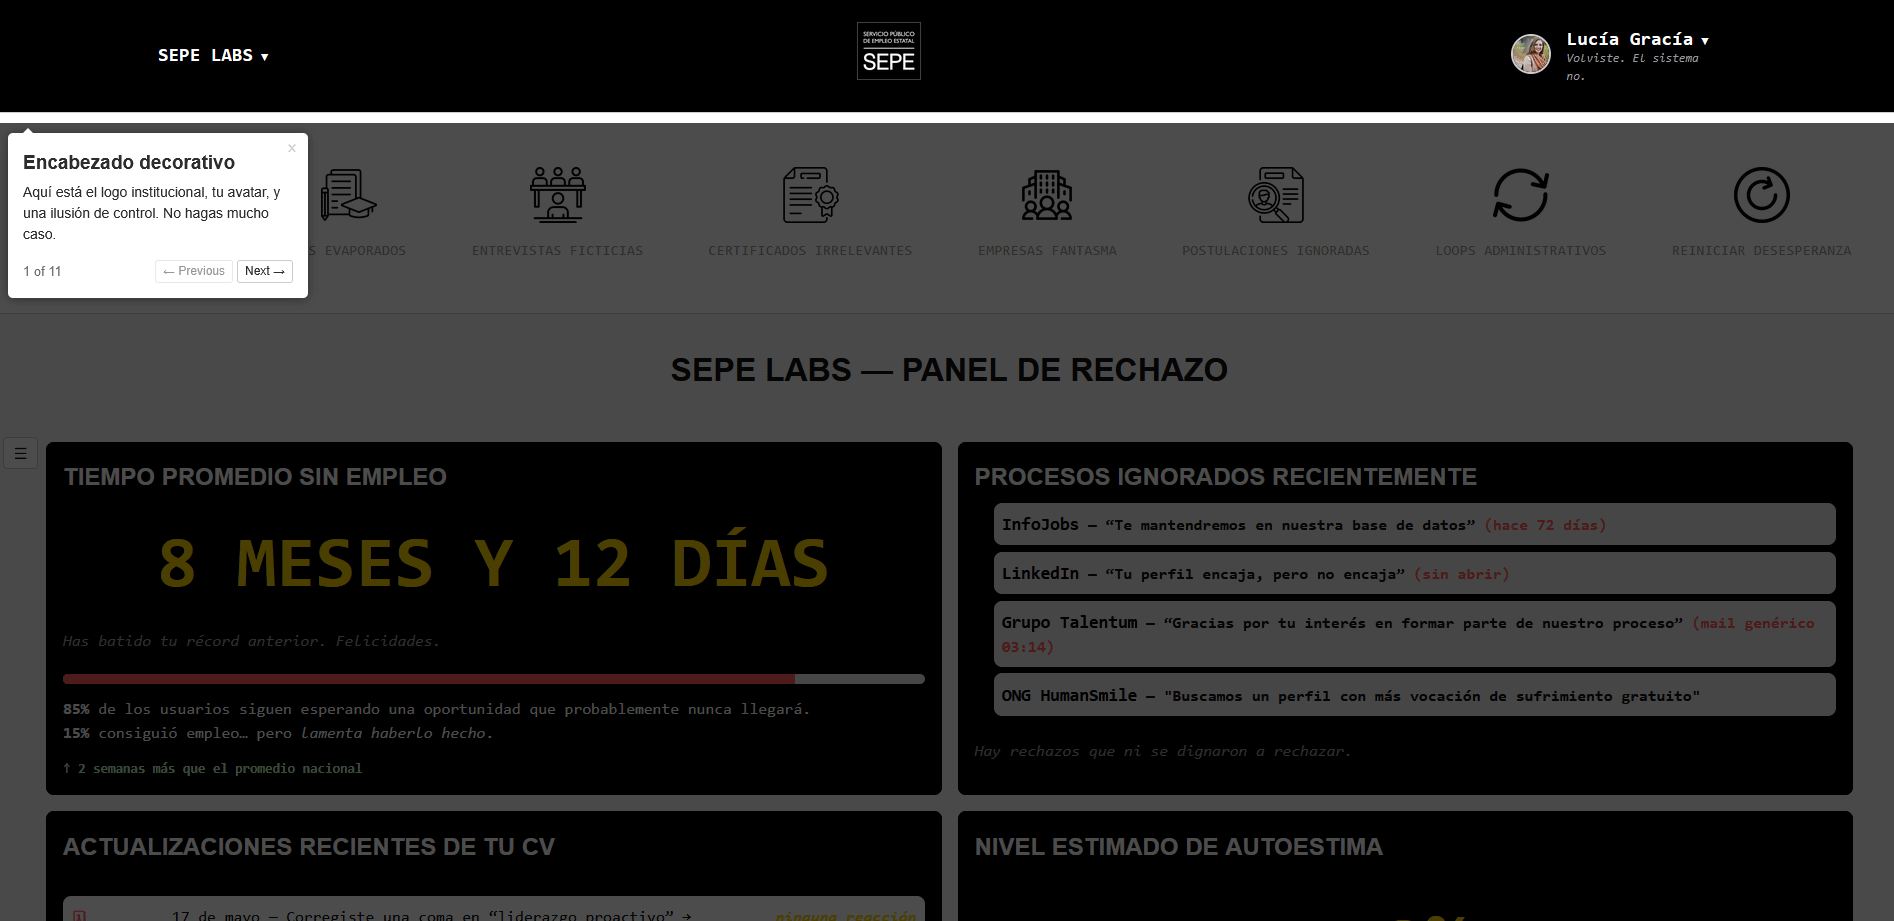 SEPE LABS ▼
SERVICIO PÚBLICO
DE EMPLEO ESTATAL
SEPE
Lucía Gracía ▼
Volviste. El sistema
no.
×
Encabezado decorativo
Aquí está el logo institucional, tu avatar, y
una ilusión de control. No hagas mucho
caso.
1 of 11
← Previous
Next →
EVAPORADOS
ENTREVISTAS FICTICIAS
CERTIFICADOS IRRELEVANTES
EMPRESAS FANTASMA
POSTULACIONES IGNORADAS
LOOPS ADMINISTRATIVOS
REINICIAR DESESPERANZA
SEPE LABS — PANEL DE RECHAZO
☰
TIEMPO PROMEDIO SIN EMPLEO
8 MESES Y 12 DÍAS
Has batido tu récord anterior. Felicidades.
85% de los usuarios siguen esperando una oportunidad que probablemente nunca llegará.
15% consiguió empleo… pero lamenta haberlo hecho.
↑ 2 semanas más que el promedio nacional
PROCESOS IGNORADOS RECIENTEMENTE
InfoJobs — “Te mantendremos en nuestra base de datos” (hace 72 días)
LinkedIn — “Tu perfil encaja, pero no encaja” (sin abrir)
Grupo Talentum — “Gracias por tu interés en formar parte de nuestro proceso” (mail genérico
03:14)
ONG HumanSmile — "Buscamos un perfil con más vocación de sufrimiento gratuito"
Hay rechazos que ni se dignaron a rechazar.
ACTUALIZACIONES RECIENTES DE TU CV
17 de mayo — Corregiste una coma en “liderazgo proactivo” → ninguna reacción
NIVEL ESTIMADO DE AUTOESTIMA